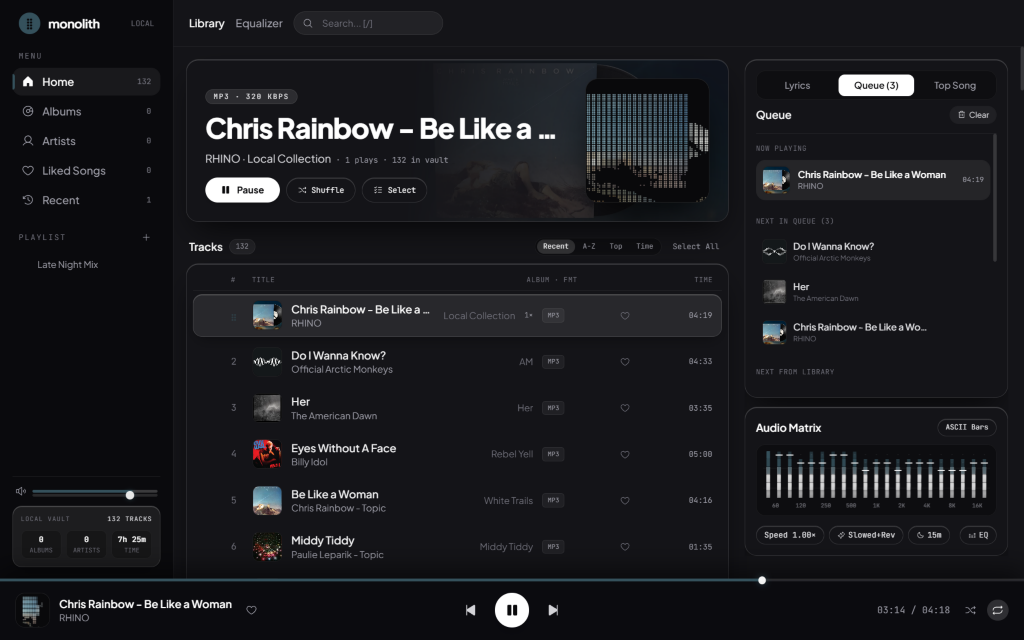 monolith
LOCAL
MENU
Home 132
Albums 0
Artists 0
Liked Songs 0
Recent 1
PLAYLIST +
Late Night Mix
LOCAL VAULT 132 TRACKS
0 0 7h 25m
ALBUMS ARTISTS TIME
Library Equalizer Search... [/]
MP3 · 320 KBPS
Chris Rainbow - Be Like a ...
RHINO · Local Collection · 1 plays · 132 in vault
Pause Shuffle Select
Tracks 132 Recent A-Z Top Time Select All
# TITLE ALBUM · FMT TIME
Chris Rainbow - Be Like a ... Local Collection MP3 04:19
RHINO
2 Do I Wanna Know? AM MP3 04:33
Official Arctic Monkeys
3 Her Her MP3 03:35
The American Dawn
4 Eyes Without A Face Rebel Yell MP3 05:00
Billy Idol
5 Be Like a Woman White Trails MP3 04:16
Chris Rainbow - Topic
6 Middy Tiddy Middy Tiddy MP3 01:35
Paulie Leparik - Topic
Lyrics Queue (3) Top Song
Queue Clear
NOW PLAYING
Chris Rainbow - Be Like a Woman 04:19
RHINO
NEXT IN QUEUE (3)
Do I Wanna Know?
Official Arctic Monkeys
Her
The American Dawn
Chris Rainbow - Be Like a Wo...
RHINO
NEXT FROM LIBRARY
Audio Matrix ASCII Bars
60 120 250 500 1K 2K 4K 8K 16K
Speed 1.00× Slowed+Rev 15m EQ
Chris Rainbow - Be Like a Woman
RHINO
03:14 / 04:18